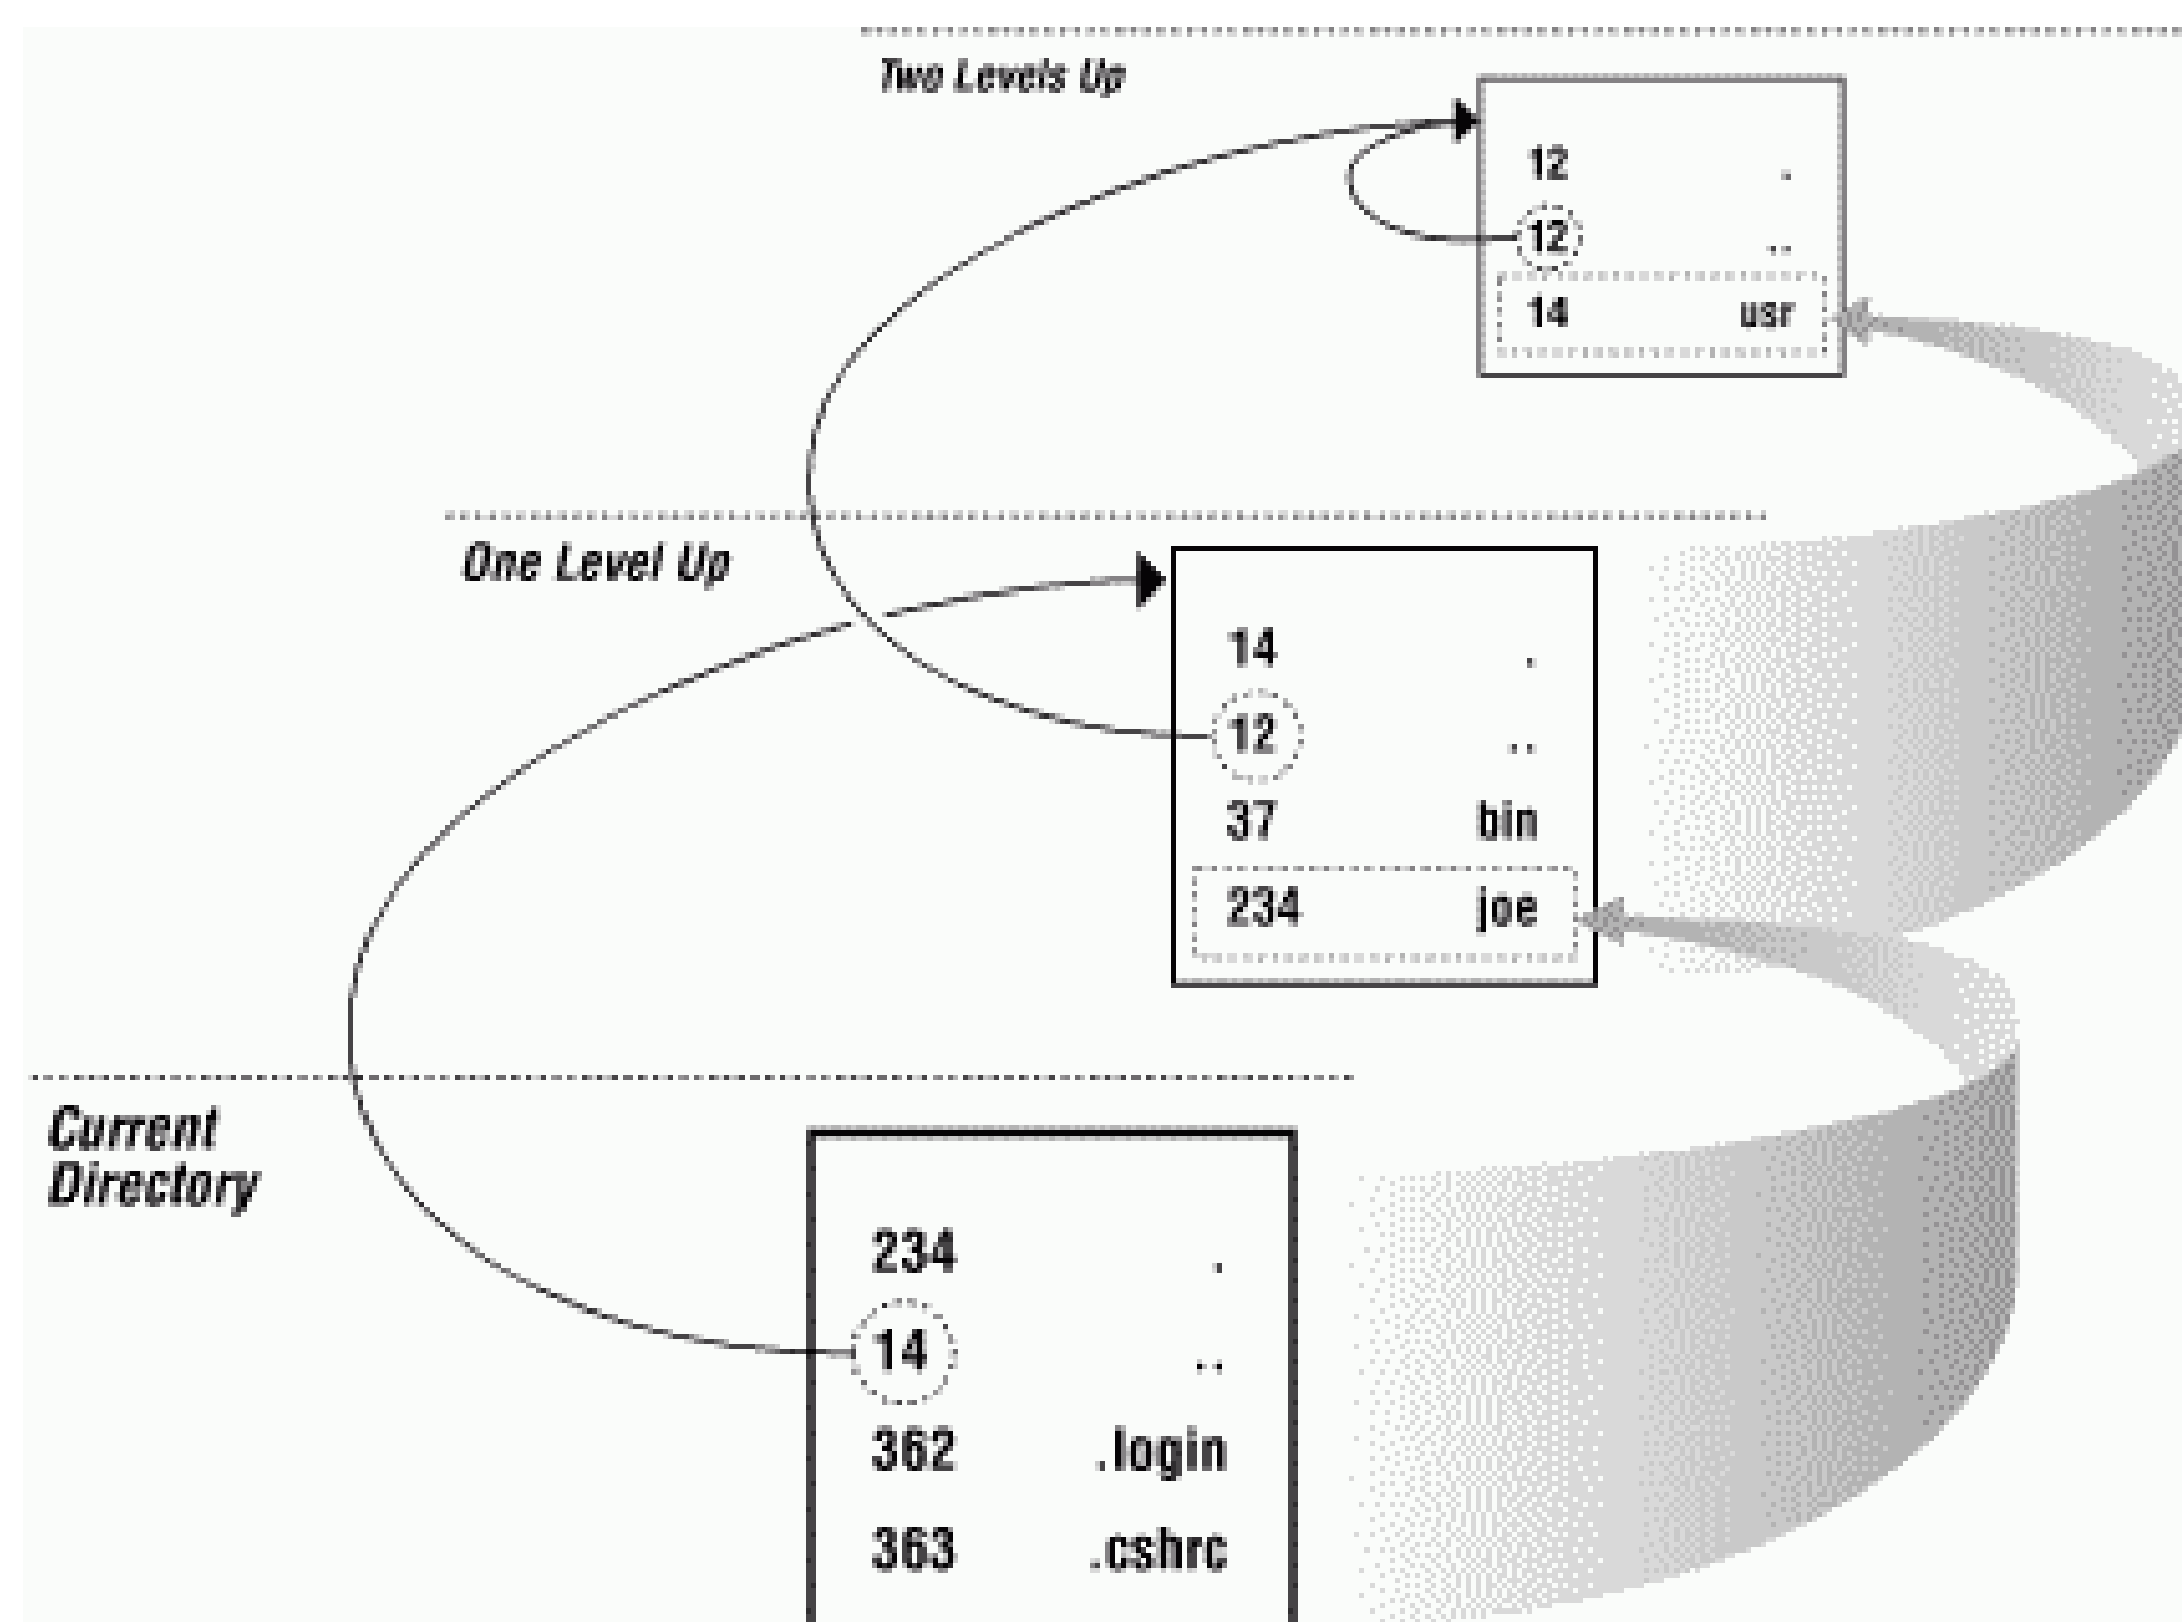 Two Levels Up
12 .
12 ..
14 usr
One Level Up
14 .
12 ..
37 bin
234 joe
Current
Directory
234 .
14 ..
362 .login
363 .cshrc